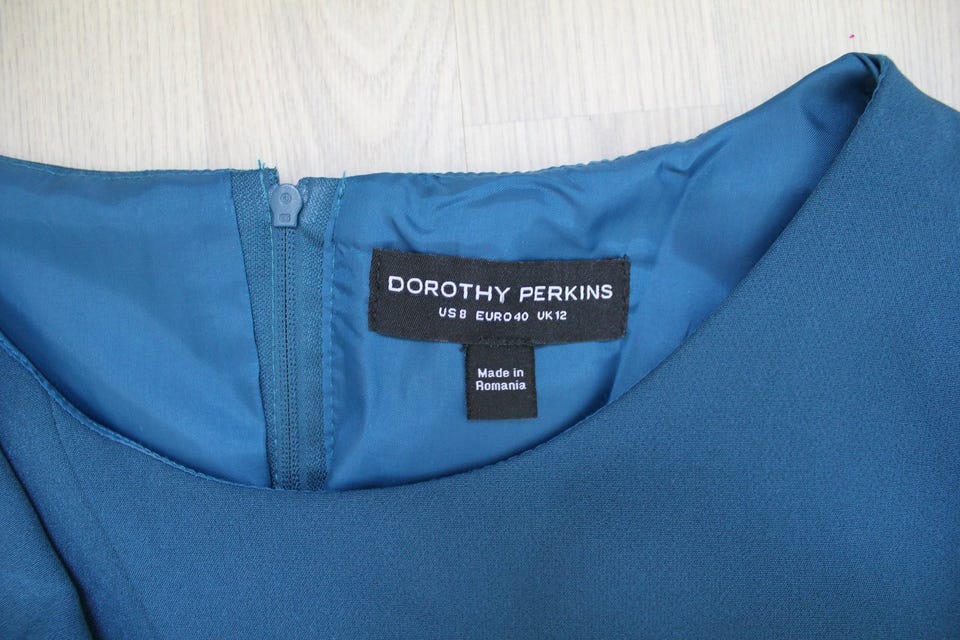 DOROTHY PERKINS
US8 EURO40 UK12
Made in
Romania